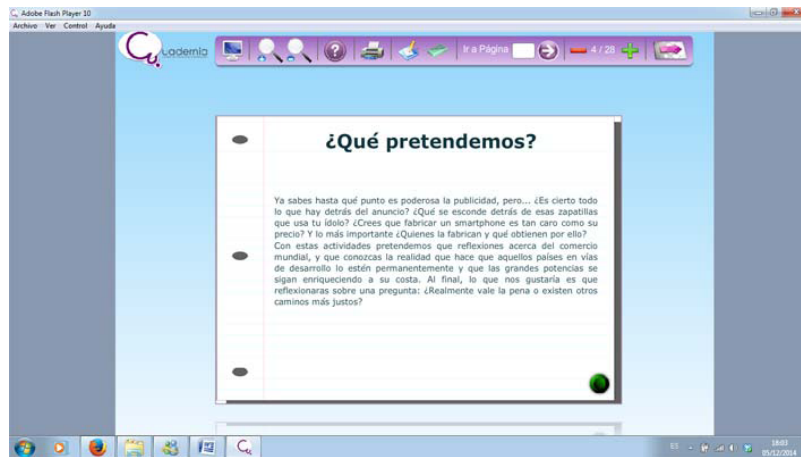 Adobe Flash Player 10
Archivo Ver Control Ayuda
Cuadernia
Ir a Página
4 / 28
¿Qué pretendemos?
Ya sabes hasta qué punto es poderosa la publicidad, pero... ¿Es cierto todo
lo que hay detrás del anuncio? ¿Qué se esconde detrás de esas zapatillas
que usa tu ídolo? ¿Crees que fabricar un smartphone es tan caro como su
precio? Y lo más importante ¿Quienes la fabrican y qué obtienen por ello?
Con estas actividades pretendemos que reflexiones acerca del comercio
mundial, y que conozcas la realidad que hace que aquellos países en vías
de desarrollo lo estén permanentemente y que las grandes potencias se
sigan enriqueciendo a su costa. Al final, lo que nos gustaría es que
reflexionaras sobre una pregunta: ¿Realmente vale la pena o existen otros
caminos más justos?
ES
18:03
05/12/2014